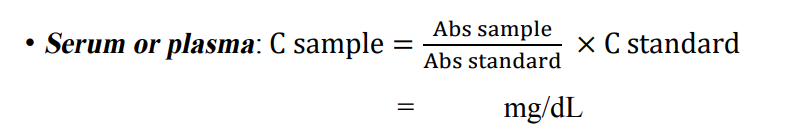 • Serum or plasma: C sample = Abs sample / Abs standard × C standard
= mg/dL